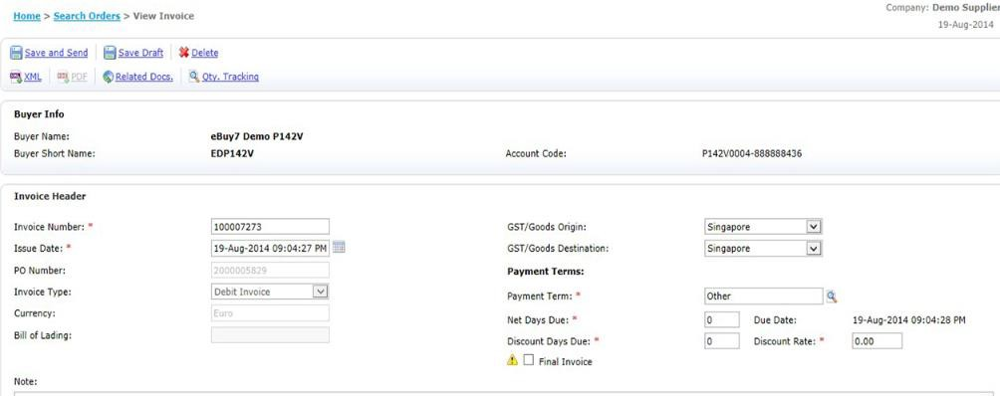 Home > Search Orders > View Invoice
Company: Demo Supplier
19-Aug-2014
Save and Send Save Draft Delete
XML PDF Related Docs. Qty. Tracking
Buyer Info
Buyer Name: eBuy7 Demo P142V
Buyer Short Name: EDP142V Account Code: P142V0004-888888436
Invoice Header
Invoice Number: * 100007273 GST/Goods Origin: Singapore
Issue Date: * 19-Aug-2014 09:04:27 PM GST/Goods Destination: Singapore
PO Number: 2000005829 Payment Terms:
Invoice Type: Debit Invoice Payment Term: * Other
Currency: Euro Net Days Due: * 0 Due Date: 19-Aug-2014 09:04:28 PM
Bill of Lading: Discount Days Due: * 0 Discount Rate: * 0.00
Final Invoice
Note: